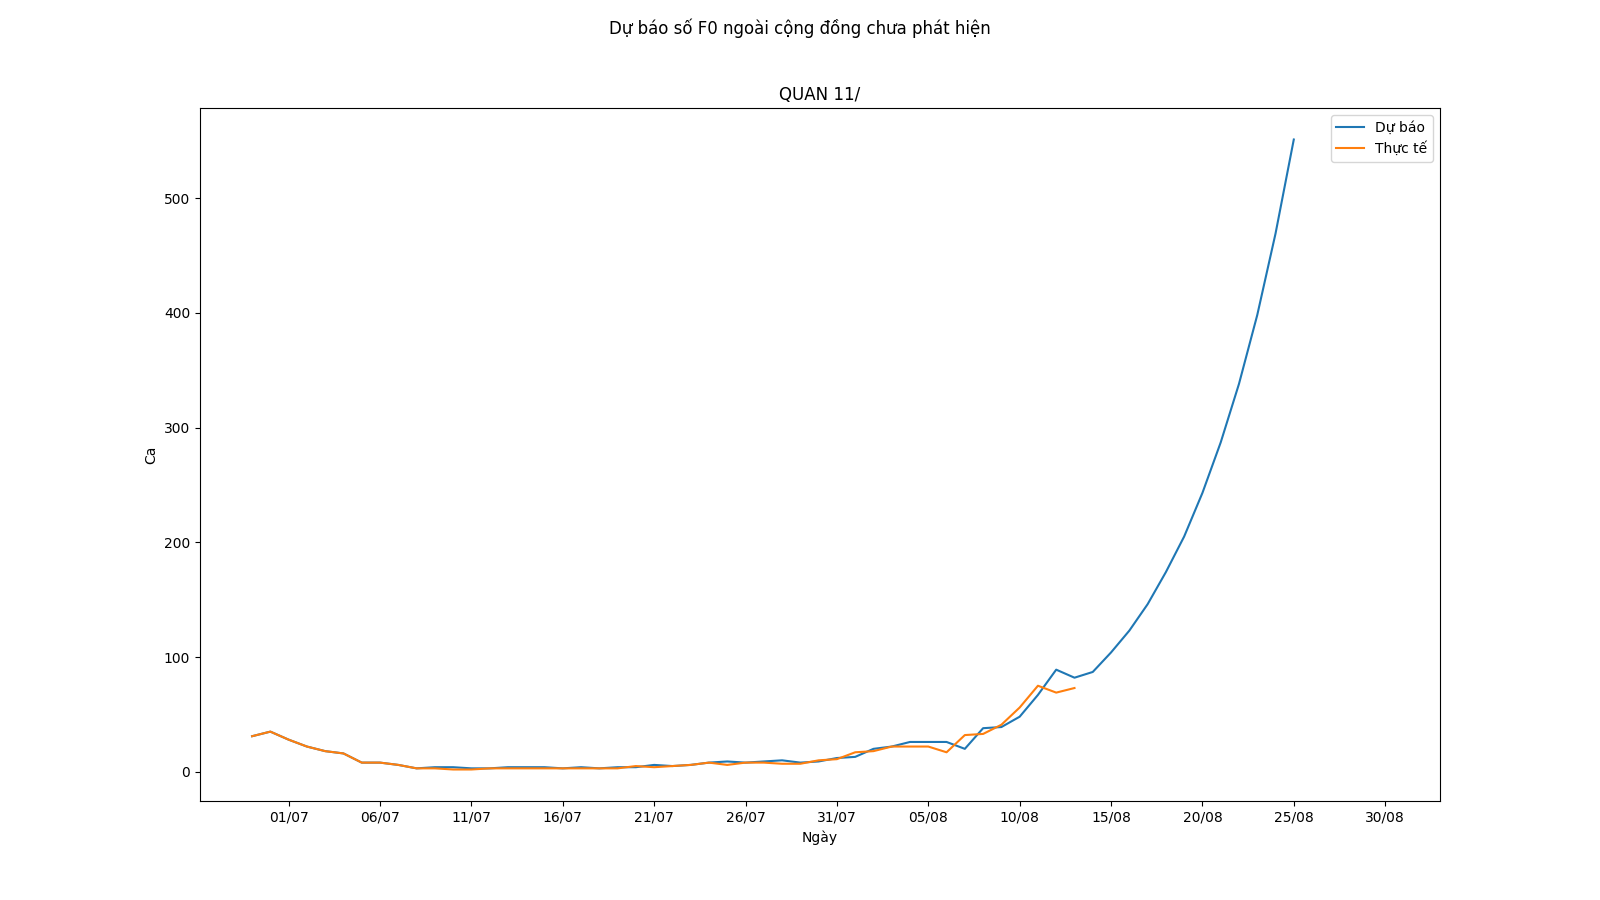 Dự báo số F0 ngoài cộng đồng chưa phát hiện
QUAN 11/
Dự báo
Thực tế
500
400
300
200
100
0
Ca
01/07 06/07 11/07 16/07 21/07 26/07 31/07 05/08 10/08 15/08 20/08 25/08 30/08
Ngày